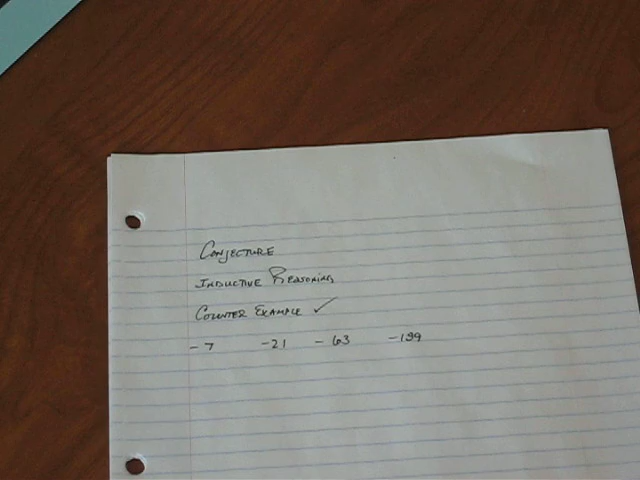 CONJECTURE
INDUCTIVE REASONING
COUNTER EXAMPLE ✓
-7 -21 -63 -189